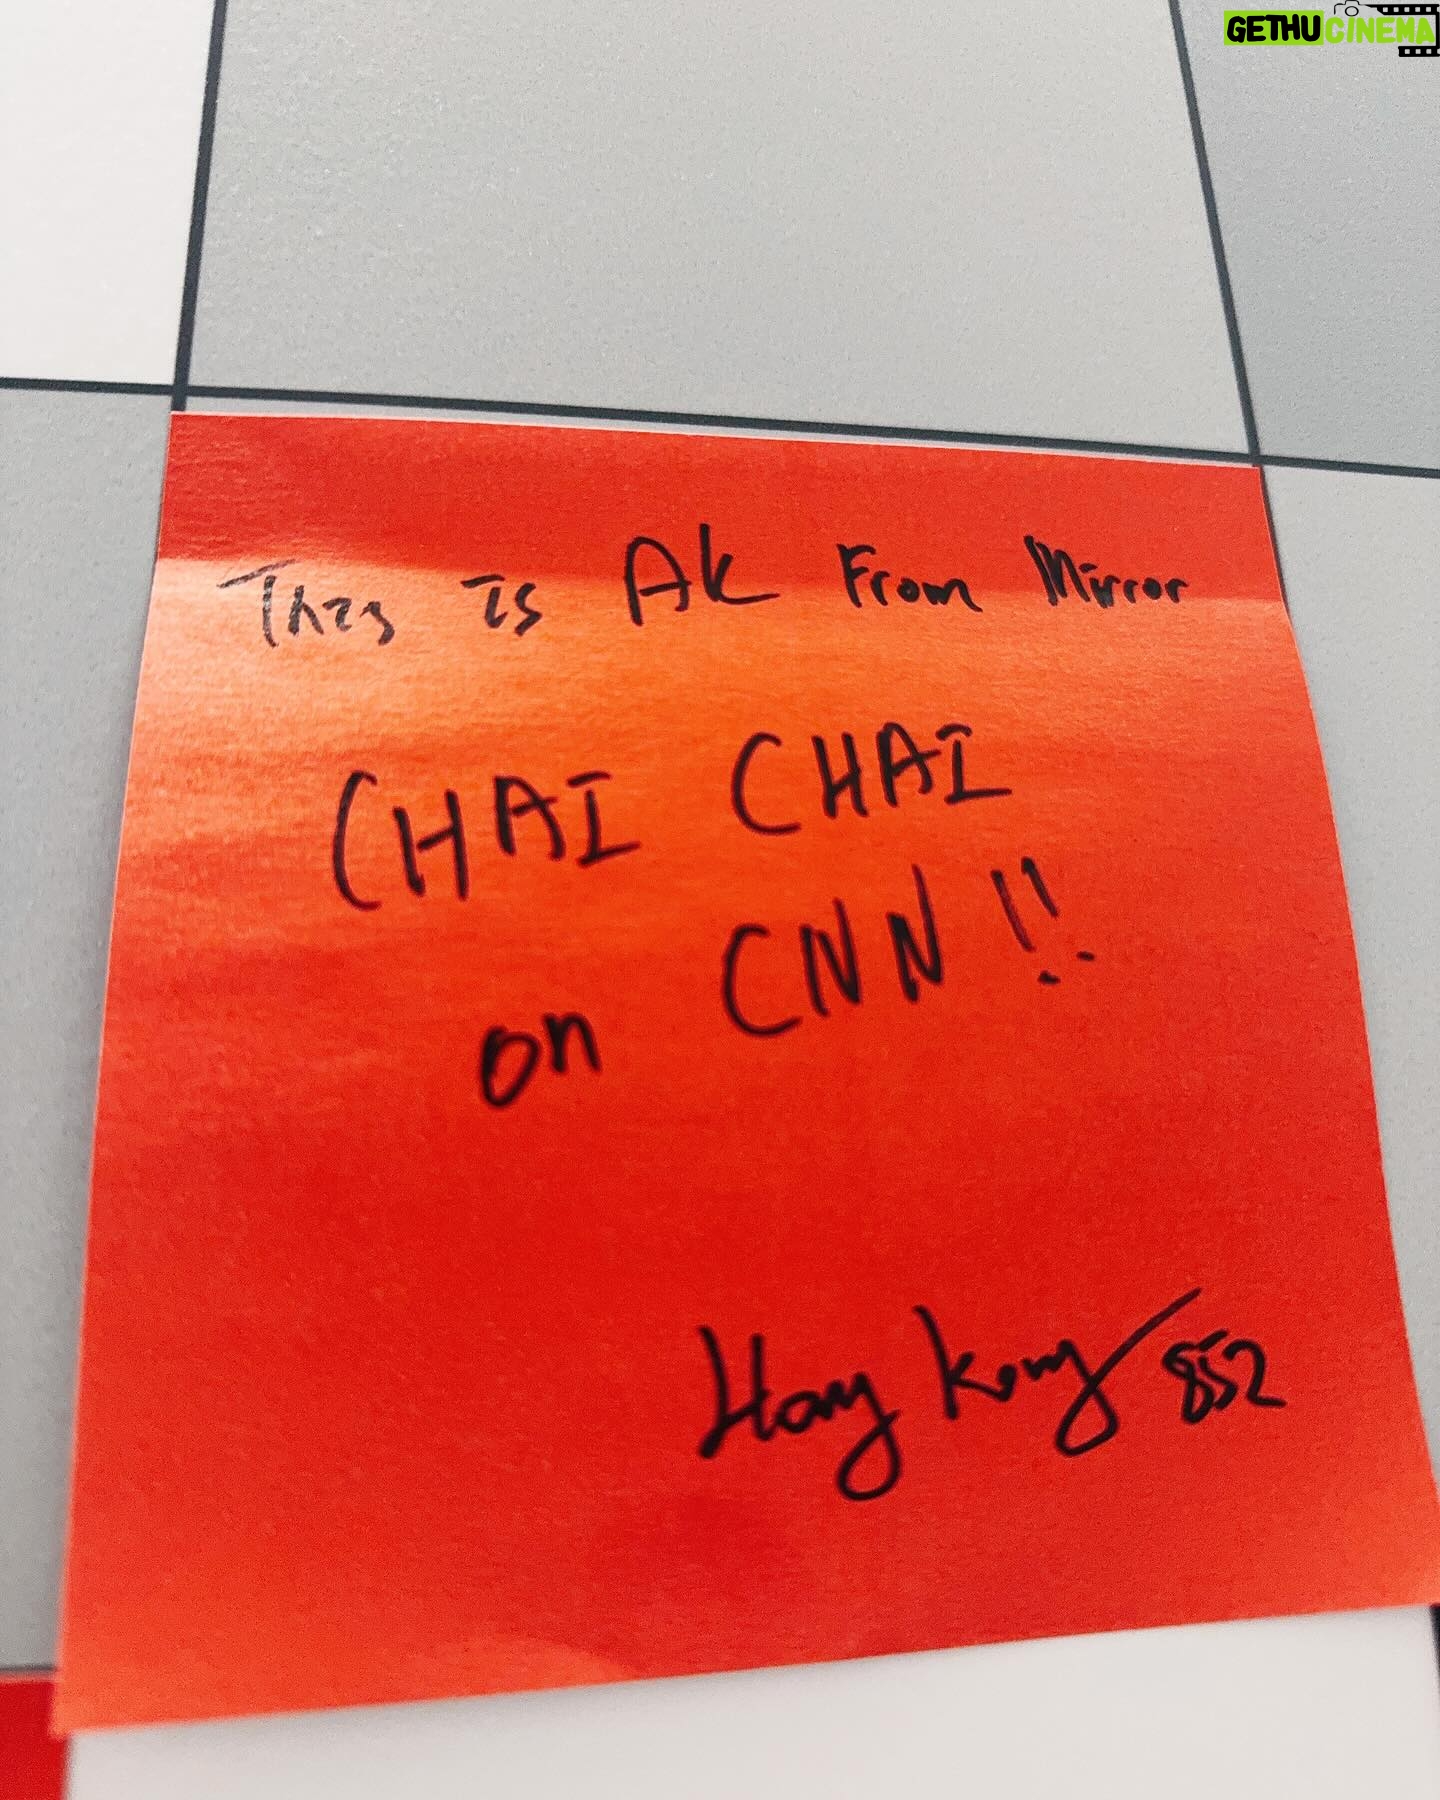 GETHUCINEMA
This is AK From Mirror
CHAI CHAI
on CNN!!
Hong Kong 852